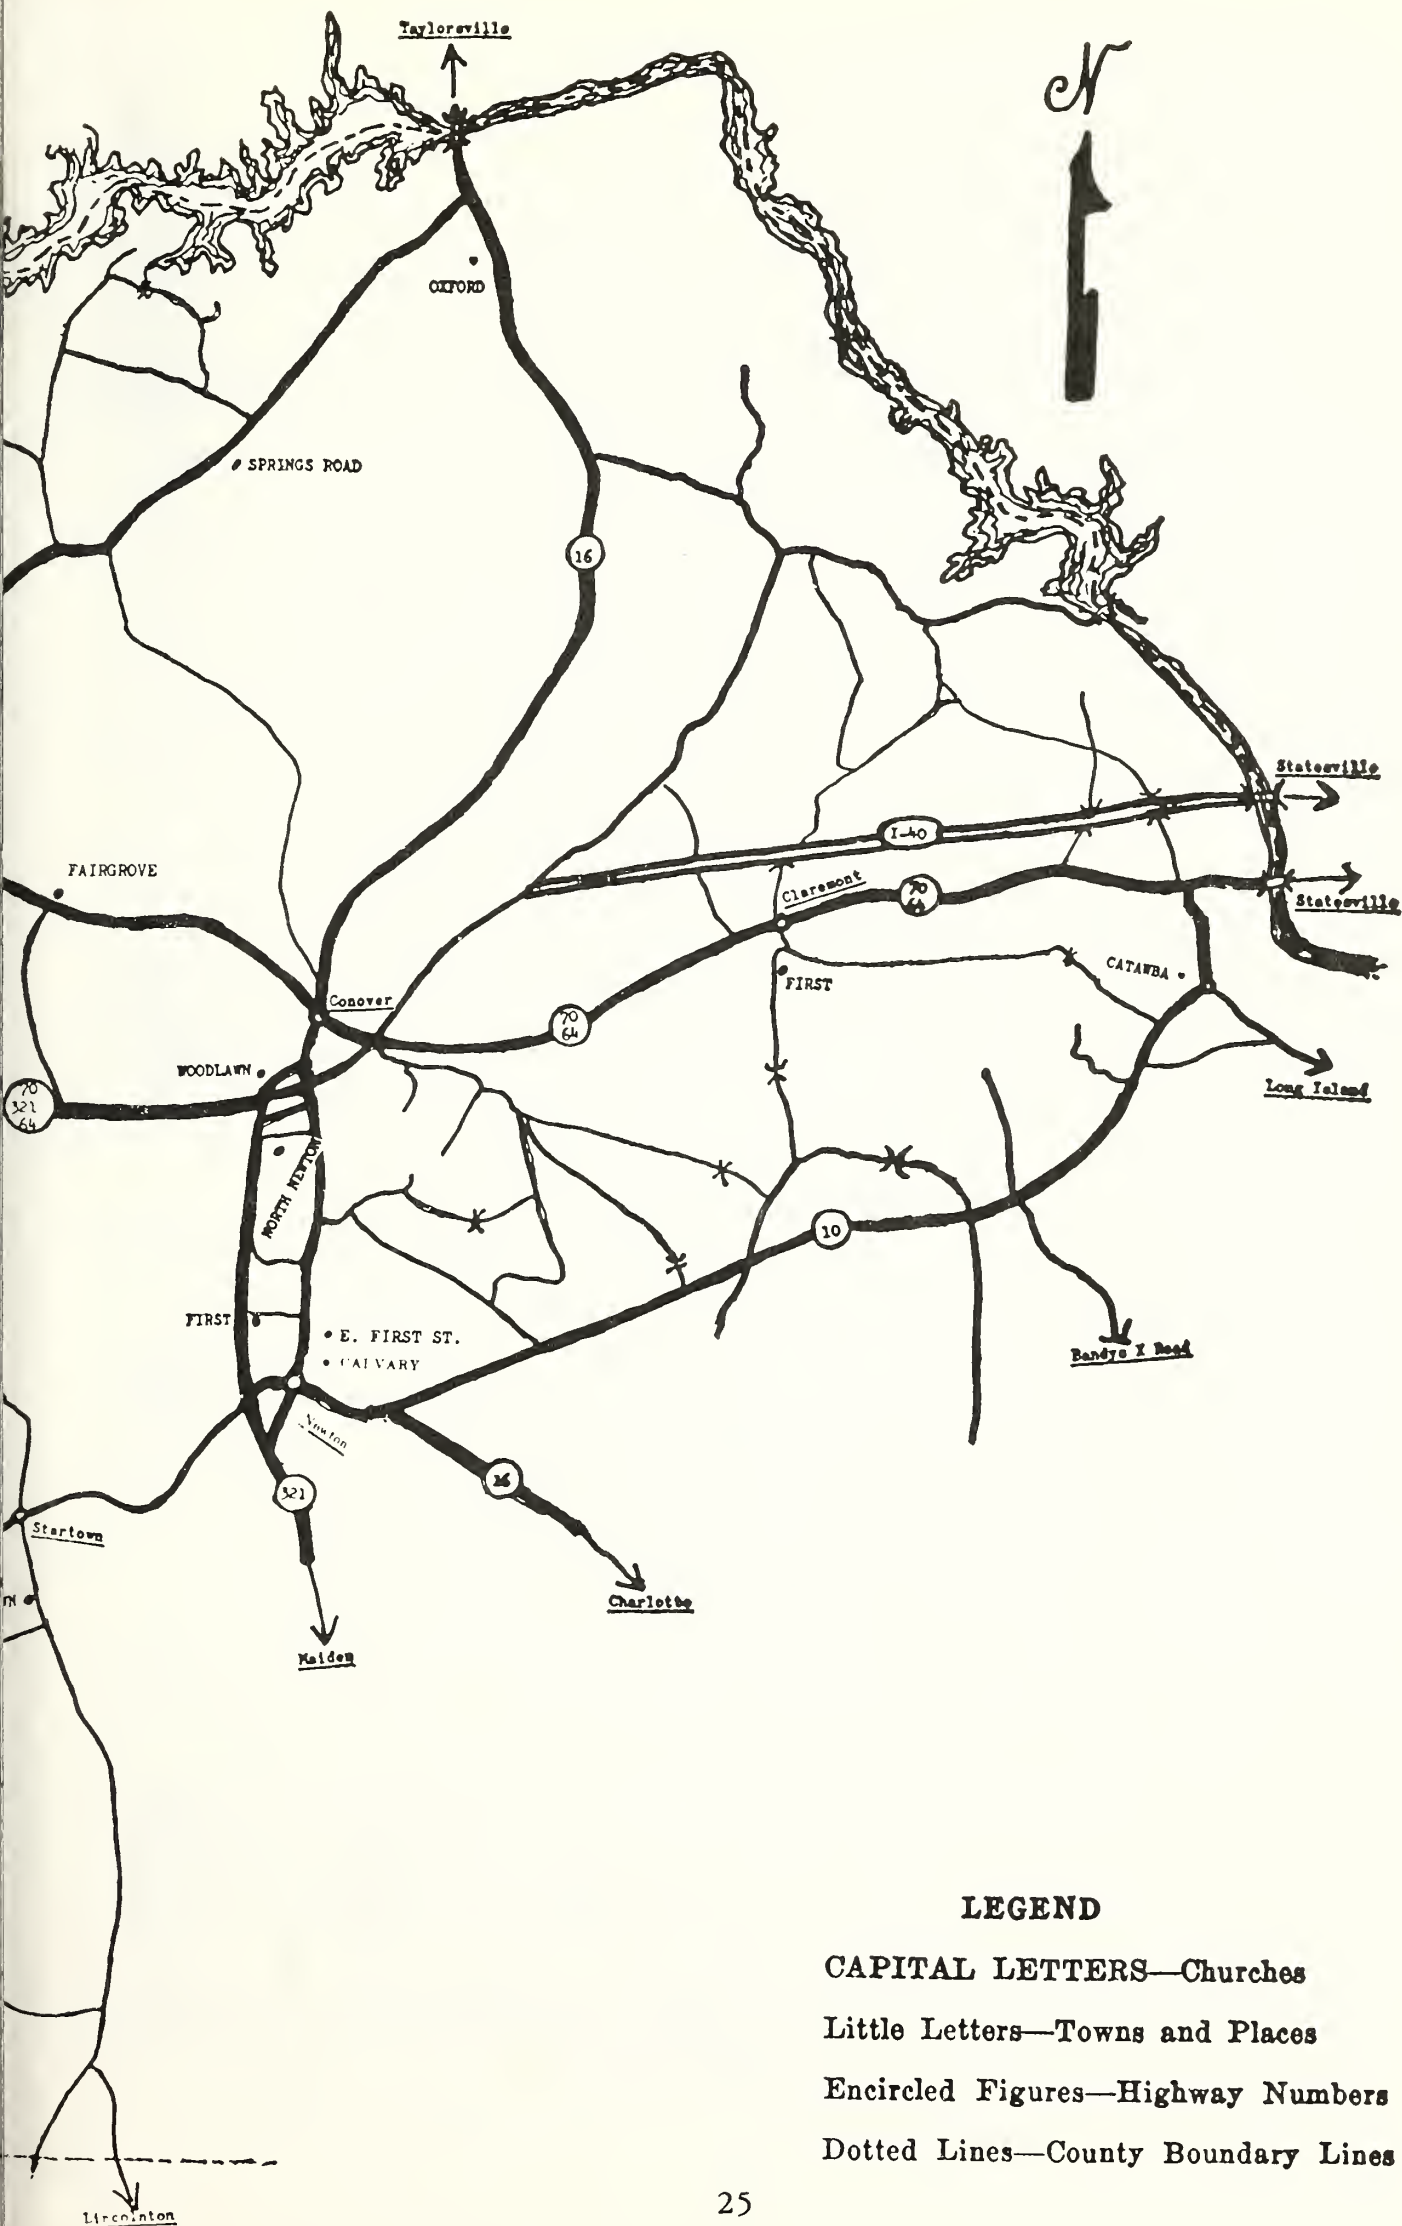 Taylorsville
N
OXFORD
SPRINGS ROAD
16
Statesville
I-40
FAIRGROVE
Claremont
70
64
Statesville
CATAWBA
FIRST
Conover
70
64
WOODLAWN
70
321
64
Long Island
NORTH NEWTON
10
FIRST
E. FIRST ST.
CALVARY
Bandys X Road
Newton
16
321
Startown
Charlotte
Maiden
LEGEND
CAPITAL LETTERS—Churches
Little Letters—Towns and Places
Encircled Figures—Highway Numbers
Dotted Lines—County Boundary Lines
25
Lincolnton